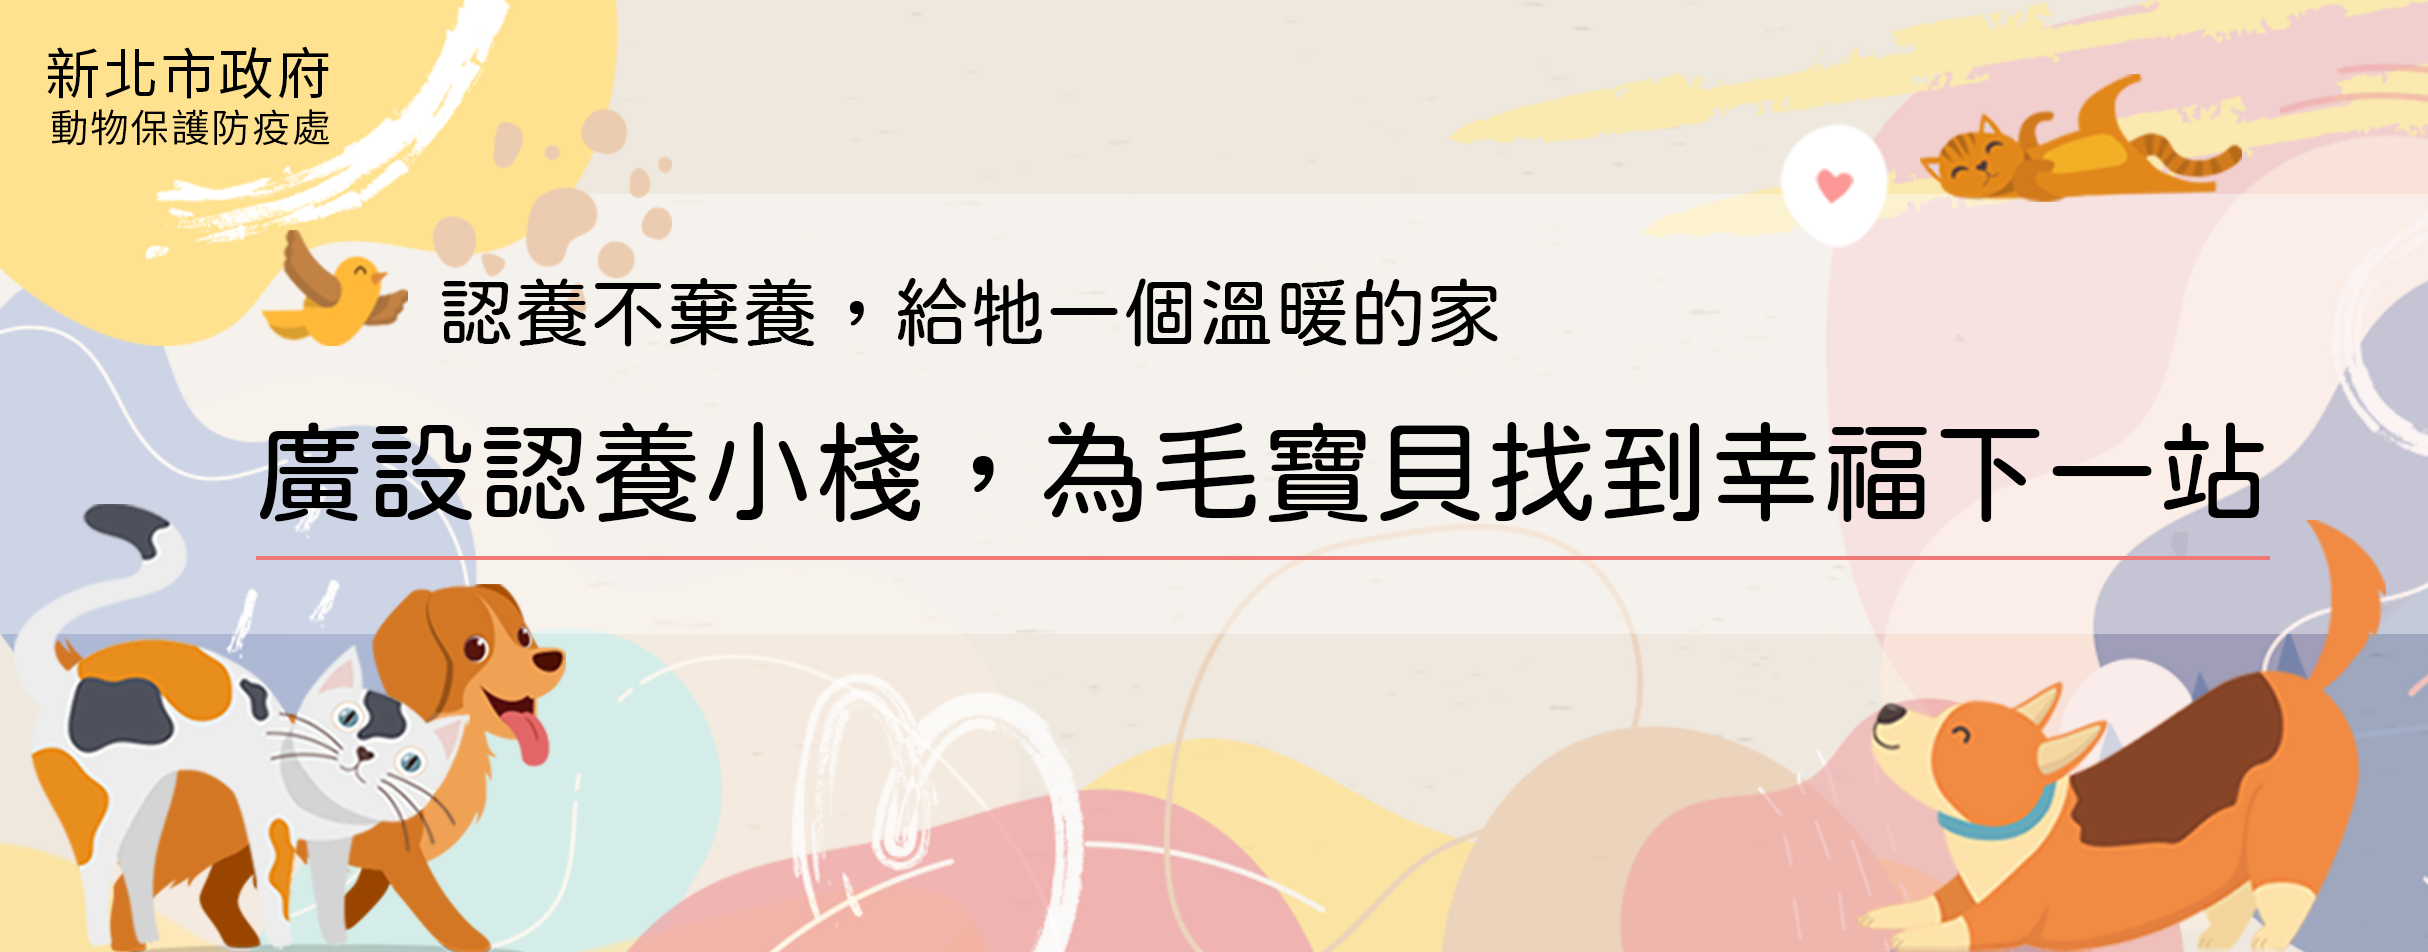 新北市政府
動物保護防疫處
認養不棄養，給牠一個溫暖的家
廣設認養小棧，為毛寶貝找到幸福下一站